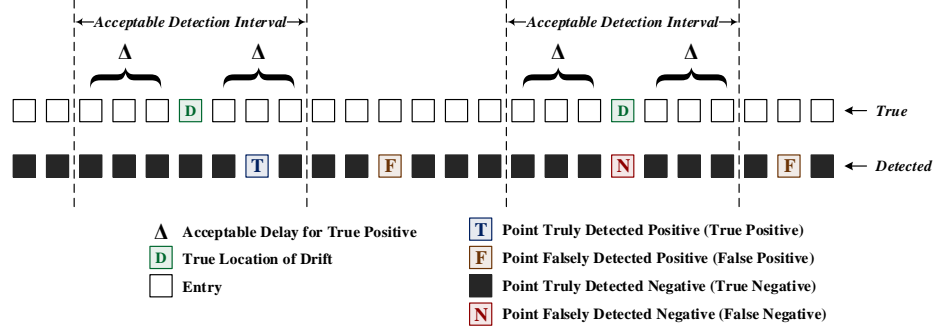 Acceptable Detection Interval Acceptable Detection Interval
Δ Δ Δ Δ
D D True
T F N F Detected
Δ Acceptable Delay for True Positive
D True Location of Drift
Entry
T Point Truly Detected Positive (True Positive)
F Point Falsely Detected Positive (False Positive)
Point Truly Detected Negative (True Negative)
N Point Falsely Detected Negative (False Negative)